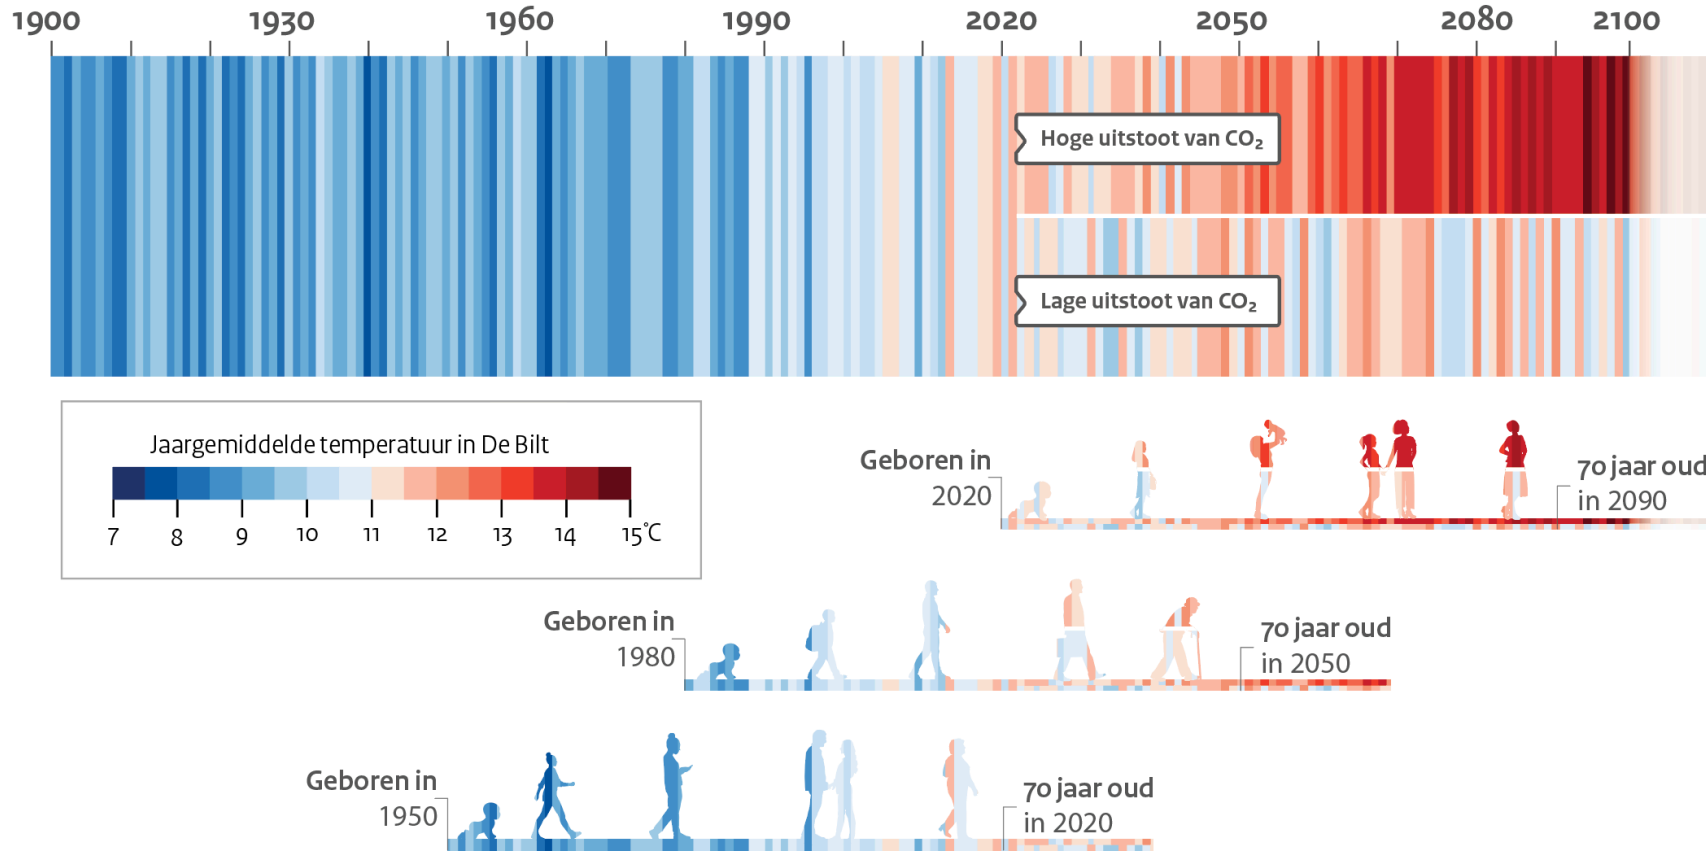 1900 1930 1960 1990 2020 2050 2080 2100
Hoge uitstoot van CO₂
Lage uitstoot van CO₂
Jaargemiddelde temperatuur in De Bilt
7 8 9 10 11 12 13 14 15°C
Geboren in
2020
70 jaar oud
in 2090
Geboren in
1980
70 jaar oud
in 2050
Geboren in
1950
70 jaar oud
in 2020